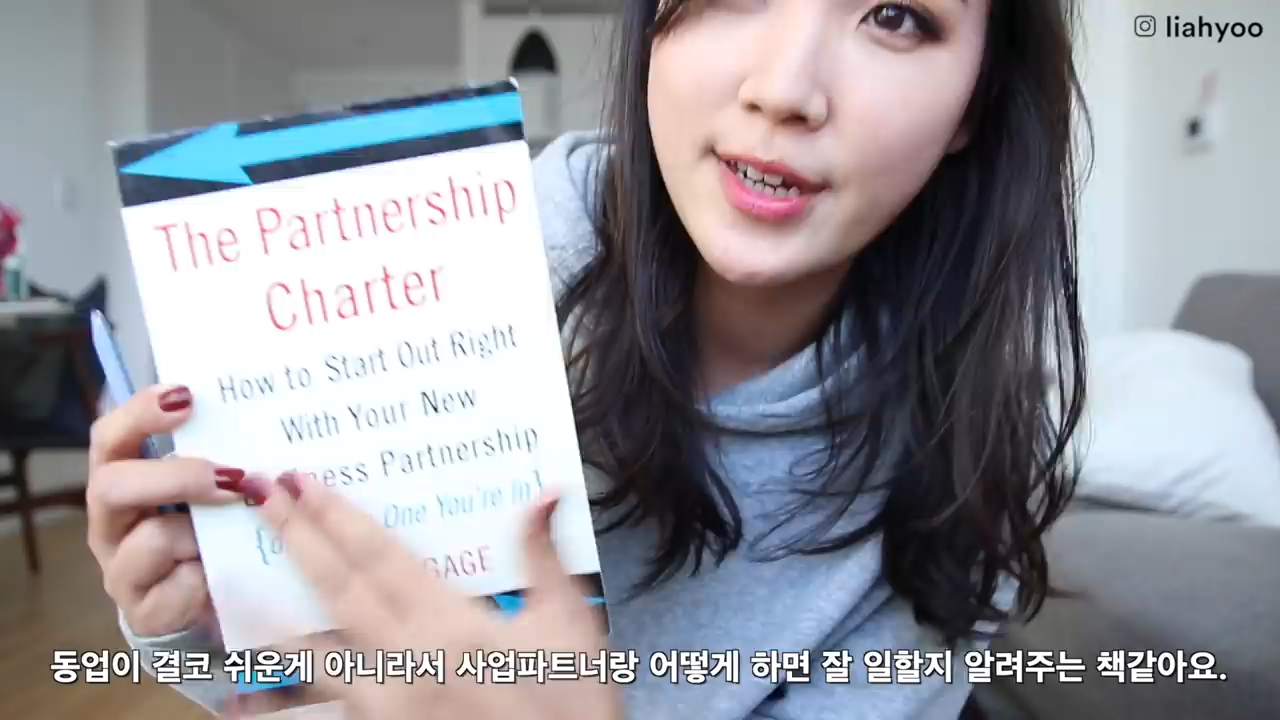 liahyoo
The Partnership
Charter
How to Start Out Right
With Your New
Partnership
One You're In}
GAGE
동업이 결코 쉬운게 아니라서 사업파트너랑 어떻게 하면 잘 일할지 알려주는 책같아요.